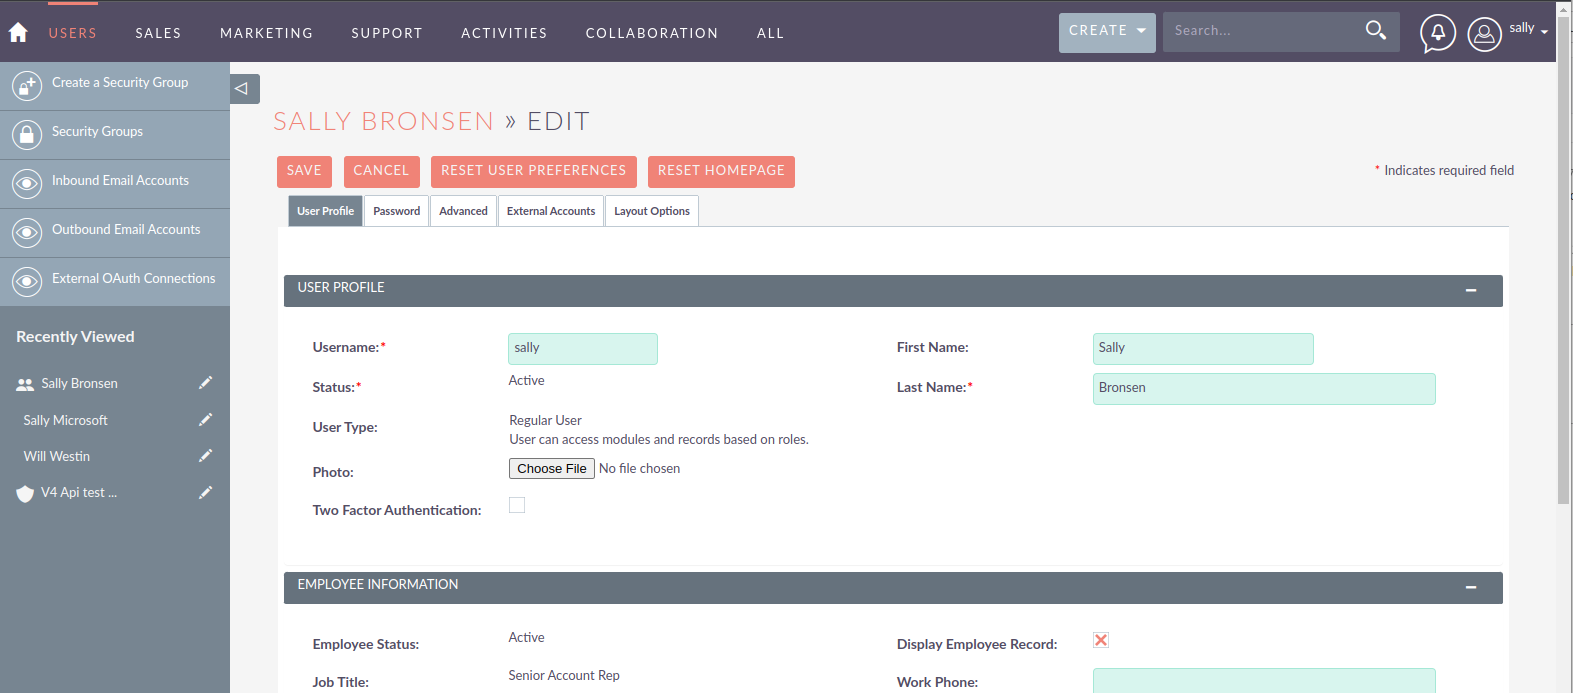 USERS SALES MARKETING SUPPORT ACTIVITIES COLLABORATION ALL CREATE Search... sally
Create a Security Group
Security Groups
Inbound Email Accounts
Outbound Email Accounts
External OAuth Connections
Recently Viewed
Sally Bronsen
Sally Microsoft
Will Westin
V4 Api test ...
SALLY BRONSEN » EDIT
SAVE CANCEL RESET USER PREFERENCES RESET HOMEPAGE * Indicates required field
User Profile Password Advanced External Accounts Layout Options
USER PROFILE
Username:* sally First Name: Sally
Status:* Active Last Name:* Bronsen
User Type: Regular User
User can access modules and records based on roles.
Photo: Choose File No file chosen
Two Factor Authentication:
EMPLOYEE INFORMATION
Employee Status: Active Display Employee Record:
Job Title: Senior Account Rep Work Phone: